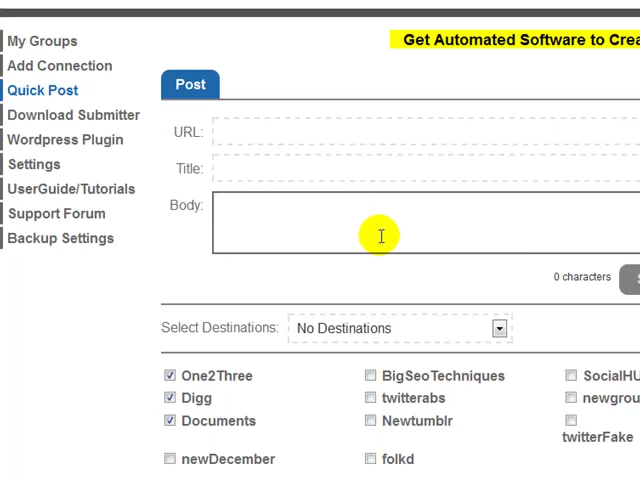 Get Automated Software to Crea
My Groups
Add Connection
Quick Post
Download Submitter
Wordpress Plugin
Settings
UserGuide/Tutorials
Support Forum
Backup Settings
Post
URL:
Title:
Body:
0 characters
Select Destinations: No Destinations
One2Three BigSeoTechniques SocialHU
Digg twitterabs newgrou
Documents Newtumblr
twitterFake
newDecember folkd